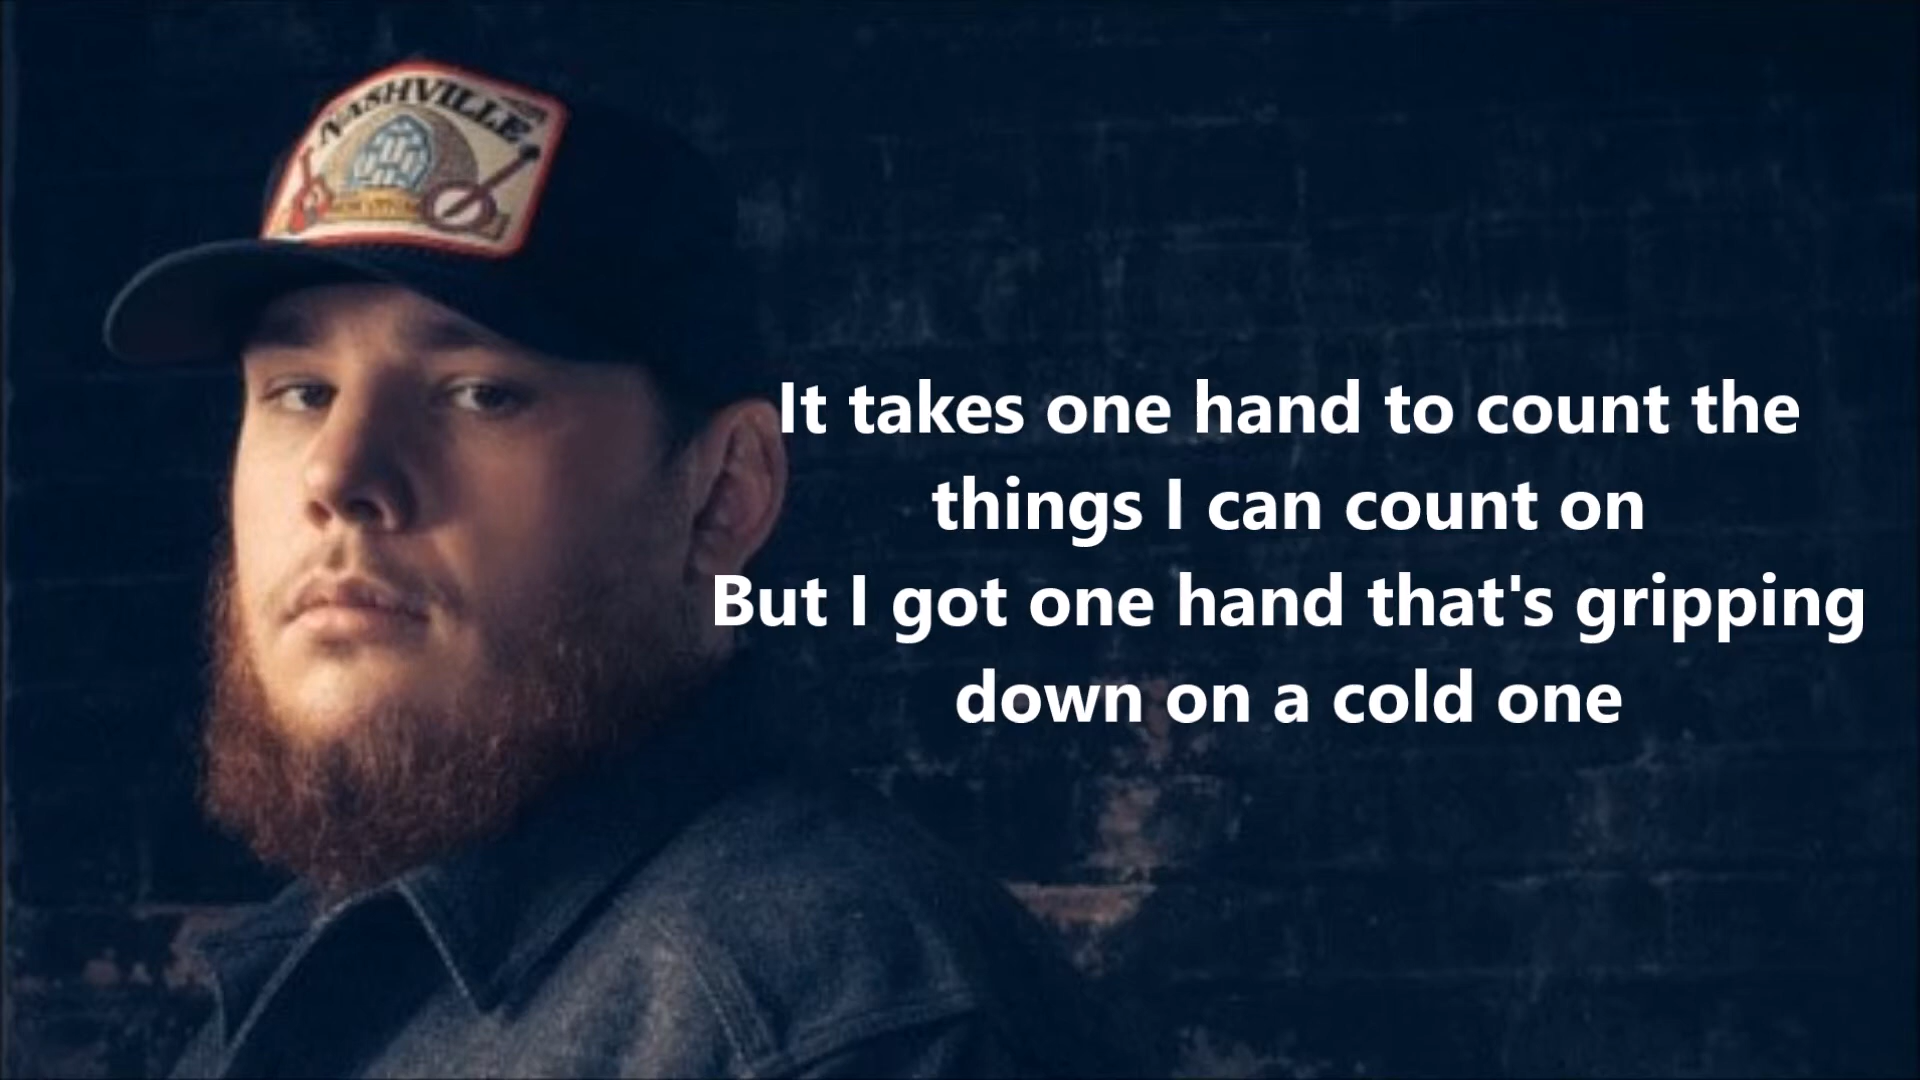 NASHVILLE
It takes one hand to count the
things I can count on
But I got one hand that's gripping
down on a cold one